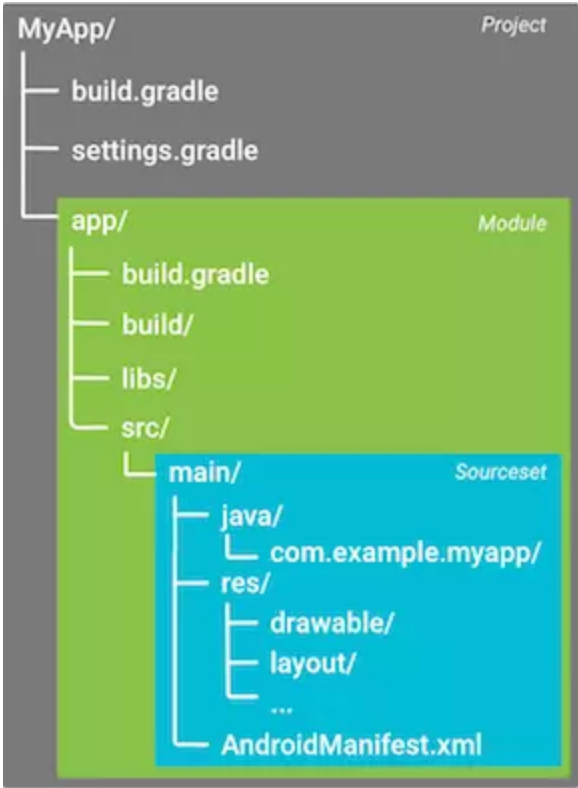 MyApp/ Project
build.gradle
settings.gradle
app/ Module
build.gradle
build/
libs/
src/
main/ Sourceset
java/
com.example.myapp/
res/
drawable/
layout/
...
AndroidManifest.xml